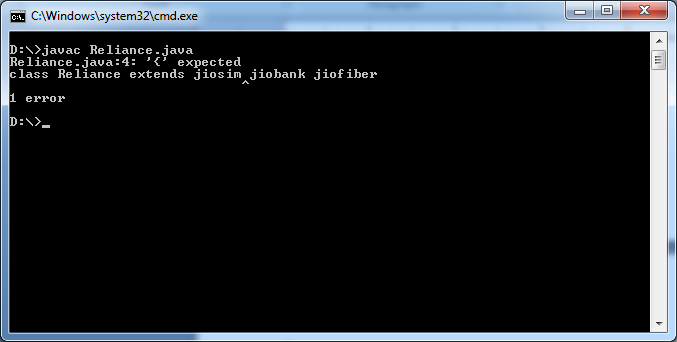 C:\Windows\system32\cmd.exe
D:\>javac Reliance.java
Reliance.java:4: '{' expected
class Reliance extends jiosim jiobank jiofiber
^
1 error
D:\>_